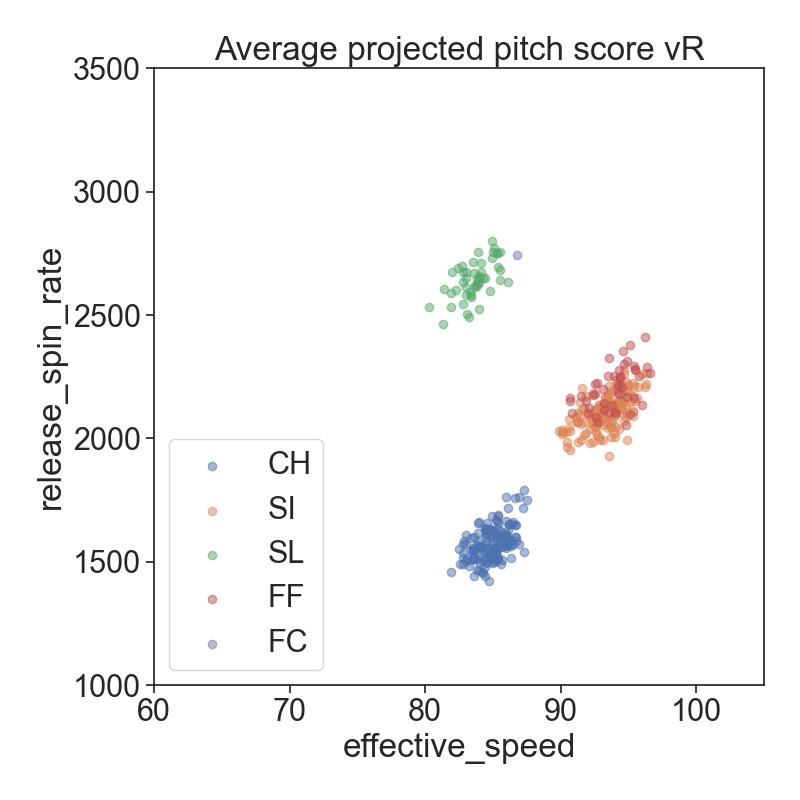 Average projected pitch score vR
3500
3000
2500
2000
1500
1000
release_spin_rate
CH
SI
SL
FF
FC
60 70 80 90 100
effective_speed